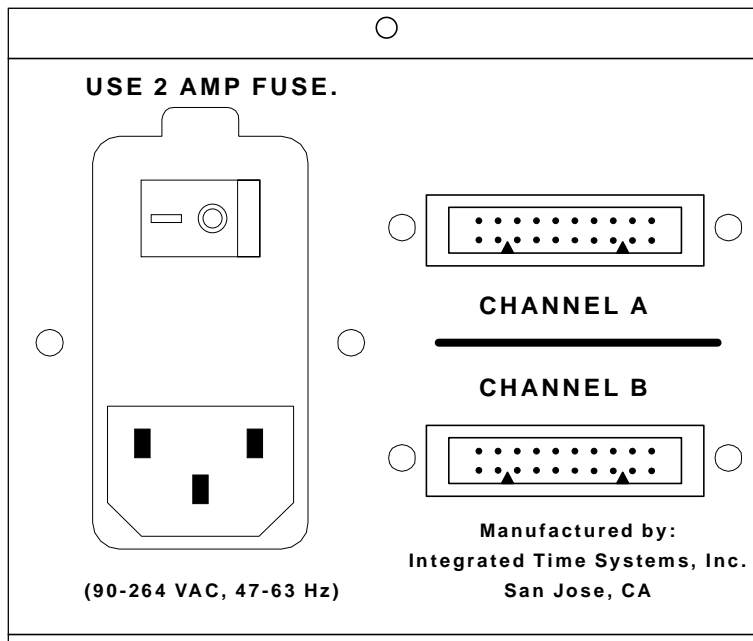 USE 2 AMP FUSE.
CHANNEL A
CHANNEL B
(90-264 VAC, 47-63 Hz)
Manufactured by:
Integrated Time Systems, Inc.
San Jose, CA